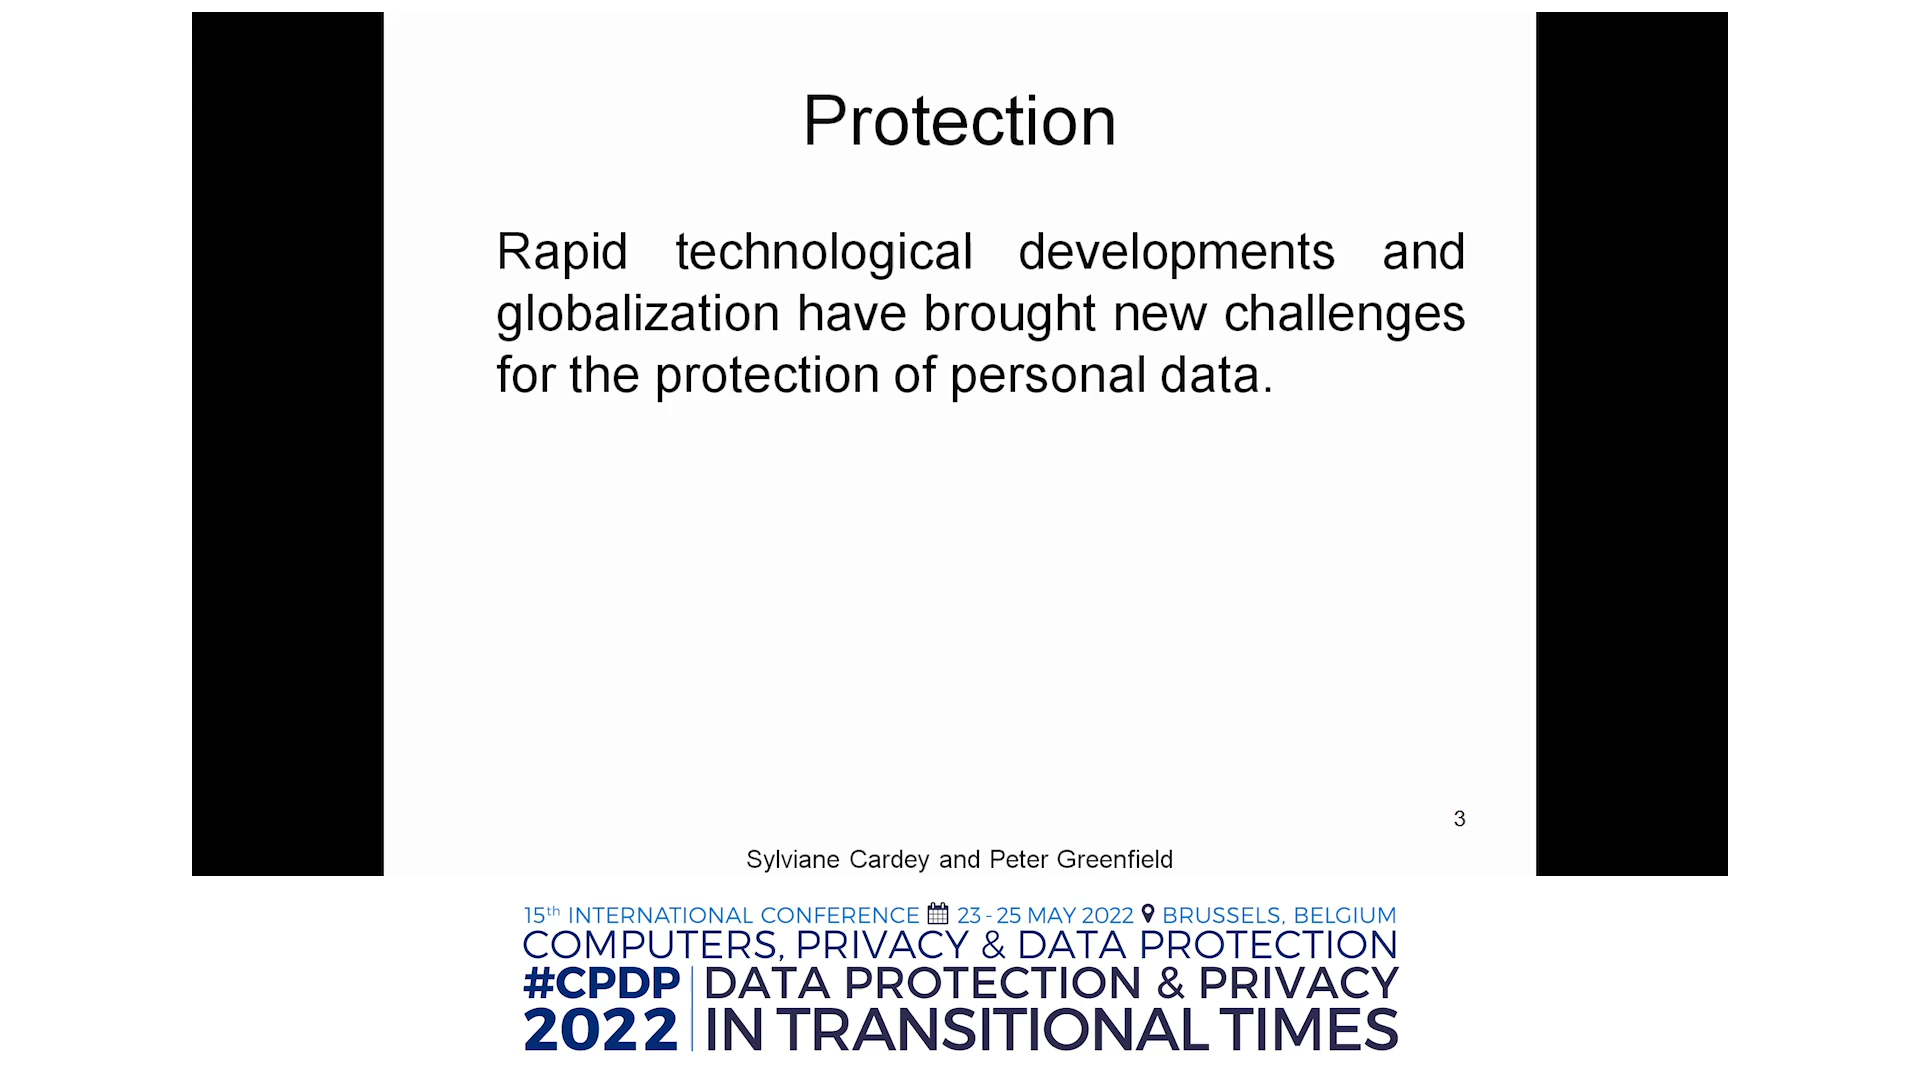 Protection
Rapid technological developments and
globalization have brought new challenges
for the protection of personal data.
3
Sylviane Cardey and Peter Greenfield
15th INTERNATIONAL CONFERENCE 23-25 MAY 2022 BRUSSELS, BELGIUM
COMPUTERS, PRIVACY & DATA PROTECTION
#CPDP DATA PROTECTION & PRIVACY
2022 IN TRANSITIONAL TIMES